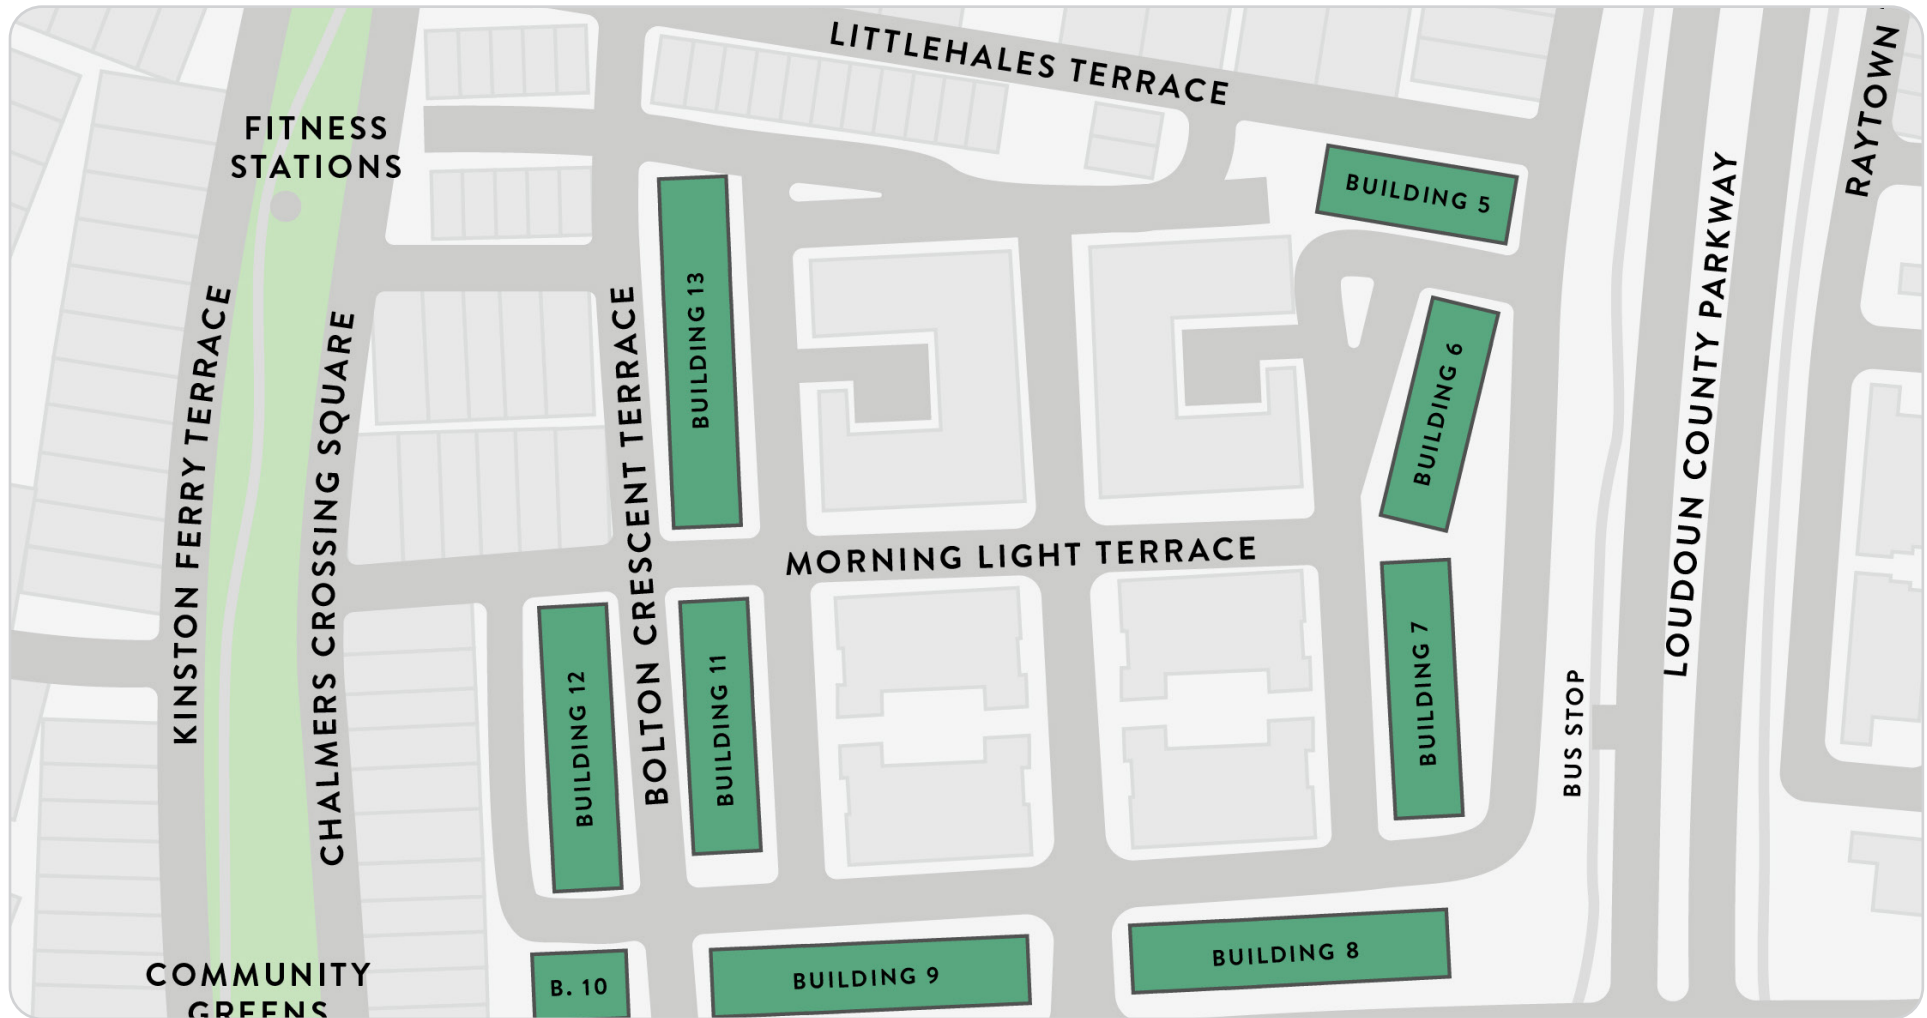 LITTLEHALES TERRACE
RAYTOWN
FITNESS
STATIONS
BUILDING 5
LOUDOUN COUNTY PARKWAY
KINSTON FERRY TERRACE
CHALMERS CROSSING SQUARE
BOLTON CRESCENT TERRACE
BUILDING 13
BUILDING 6
MORNING LIGHT TERRACE
BUILDING 12
BUILDING 11
BUILDING 7
BUS STOP
COMMUNITY
GREENS
B. 10
BUILDING 9
BUILDING 8